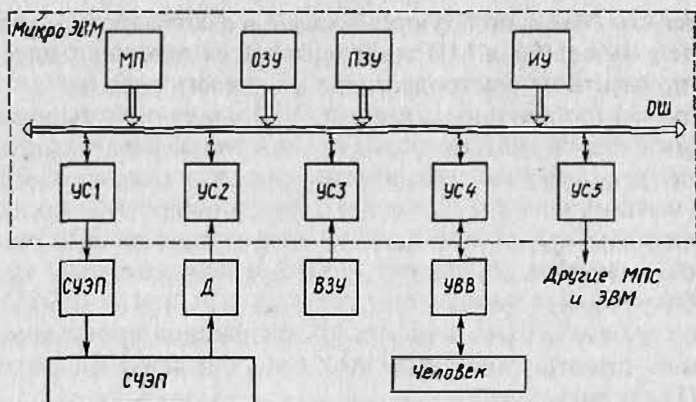 Микро ЭВМ
МП
ОЗУ
ПЗУ
ИУ
ОШ
УС1
УС2
УС3
УС4
УС5
СУЭП
Д
ВЗУ
УВВ
Другие МПС
и ЭВМ
СЧЭП
Человек